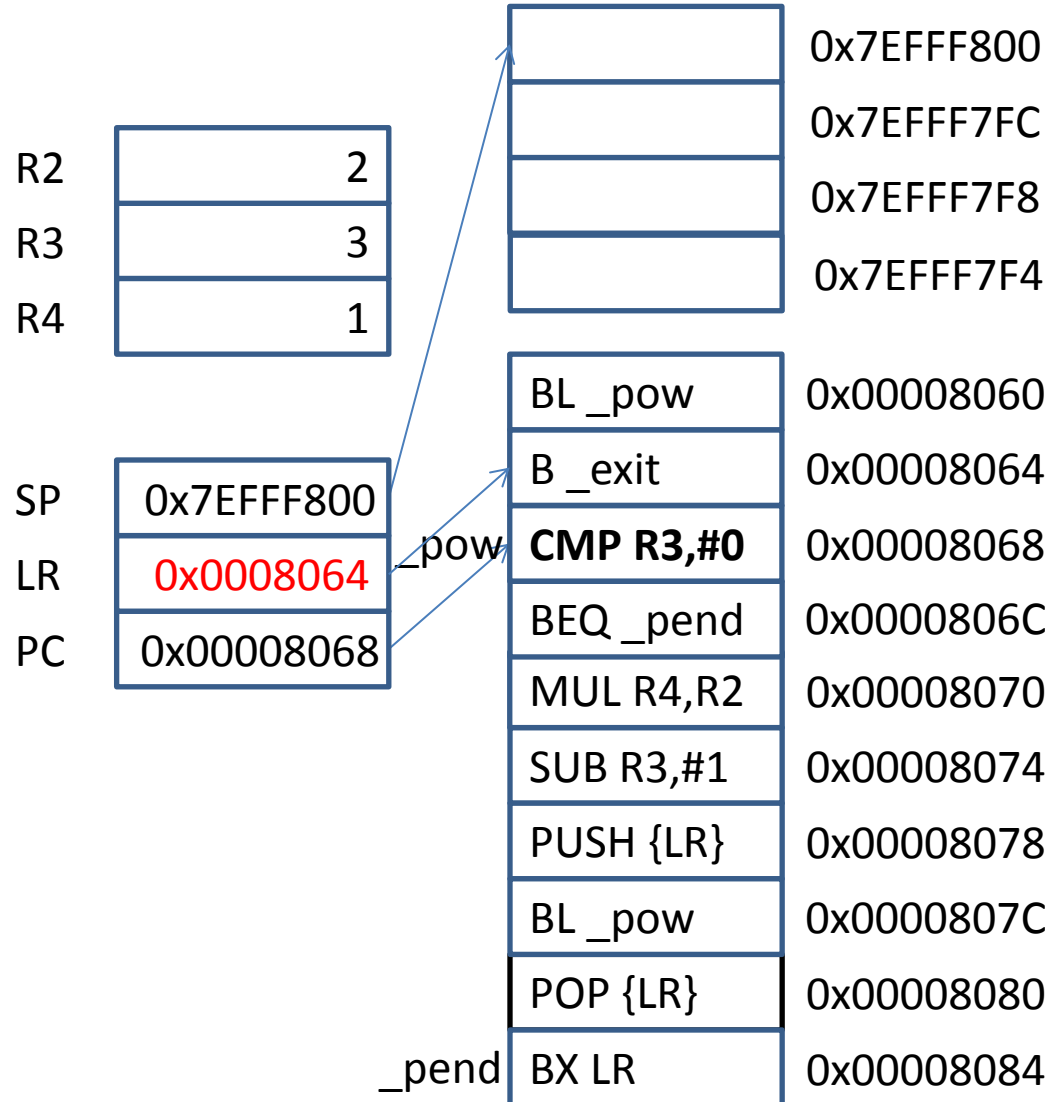 0x7EFFF800
0x7EFFF7FC
R2 2 0x7EFFF7F8
R3 3 0x7EFFF7F4
R4 1
BL _pow 0x00008060
SP 0x7EFFF800 B _exit 0x00008064
LR 0x0008064 _pow CMP R3,#0 0x00008068
PC 0x00008068 BEQ _pend 0x0000806C
MUL R4,R2 0x00008070
SUB R3,#1 0x00008074
PUSH {LR} 0x00008078
BL _pow 0x0000807C
POP {LR} 0x00008080
_pend BX LR 0x00008084